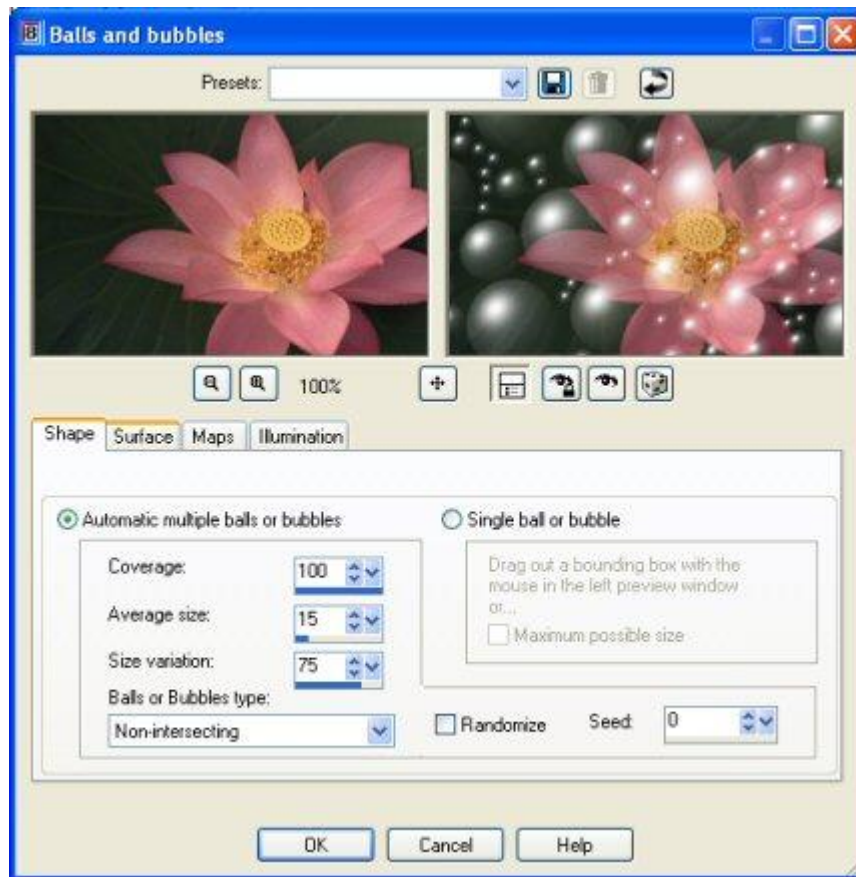 Balls and bubbles
Presets:
100%
Shape Surface Maps Illumination
Automatic multiple balls or bubbles
Single ball or bubble
Coverage: 100
Average size: 15
Size variation: 75
Balls or Bubbles type:
Non-intersecting
Drag out a bounding box with the
mouse in the left preview window
or...
Maximum possible size
Randomize Seed: 0
OK Cancel Help